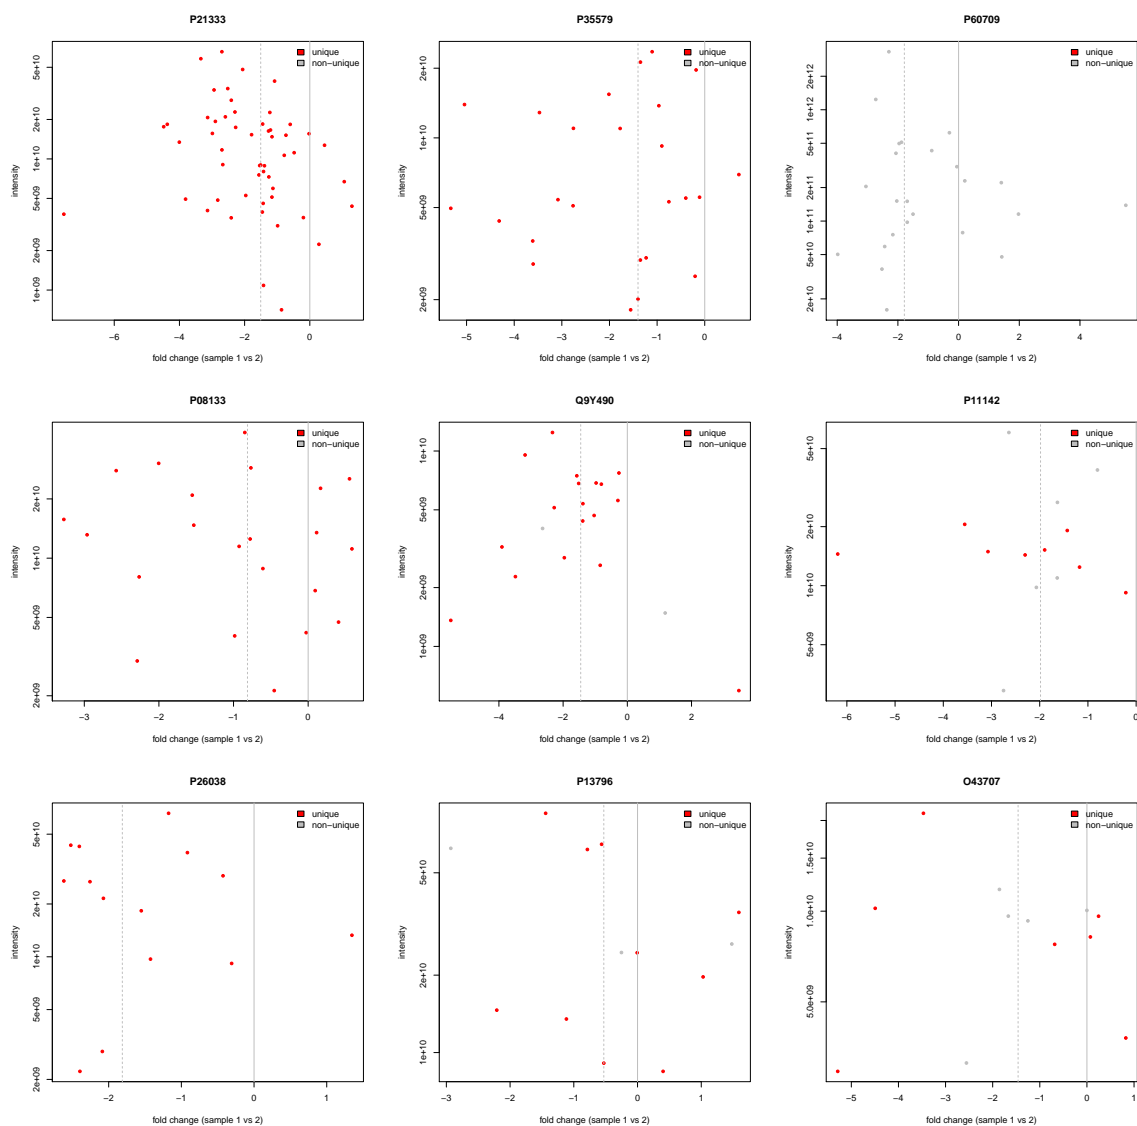 P21333
unique
non−unique
intensity
1e+09 2e+09 5e+09 1e+10 2e+10 5e+10
−6 −4 −2 0
fold change (sample 1 vs 2)
P35579
unique
non−unique
intensity
2e+09 5e+09 1e+10 2e+10
−5 −4 −3 −2 −1 0
fold change (sample 1 vs 2)
P60709
unique
non−unique
intensity
2e+10 5e+10 1e+11 2e+11 5e+11 1e+12 2e+12
−4 −2 0 2 4
fold change (sample 1 vs 2)
P08133
unique
non−unique
intensity
2e+09 5e+09 1e+10 2e+10
−3 −2 −1 0
fold change (sample 1 vs 2)
Q9Y490
unique
non−unique
intensity
1e+09 2e+09 5e+09 1e+10
−4 −2 0 2
fold change (sample 1 vs 2)
P11142
unique
non−unique
intensity
5e+09 1e+10 2e+10 5e+10
−6 −5 −4 −3 −2 −1 0
fold change (sample 1 vs 2)
P26038
unique
non−unique
intensity
2e+09 5e+09 1e+10 2e+10 5e+10
−2 −1 0 1
fold change (sample 1 vs 2)
P13796
unique
non−unique
intensity
1e+10 2e+10 5e+10
−3 −2 −1 0 1
fold change (sample 1 vs 2)
O43707
unique
non−unique
intensity
5.0e+09 1.0e+10 1.5e+10
−5 −4 −3 −2 −1 0 1
fold change (sample 1 vs 2)